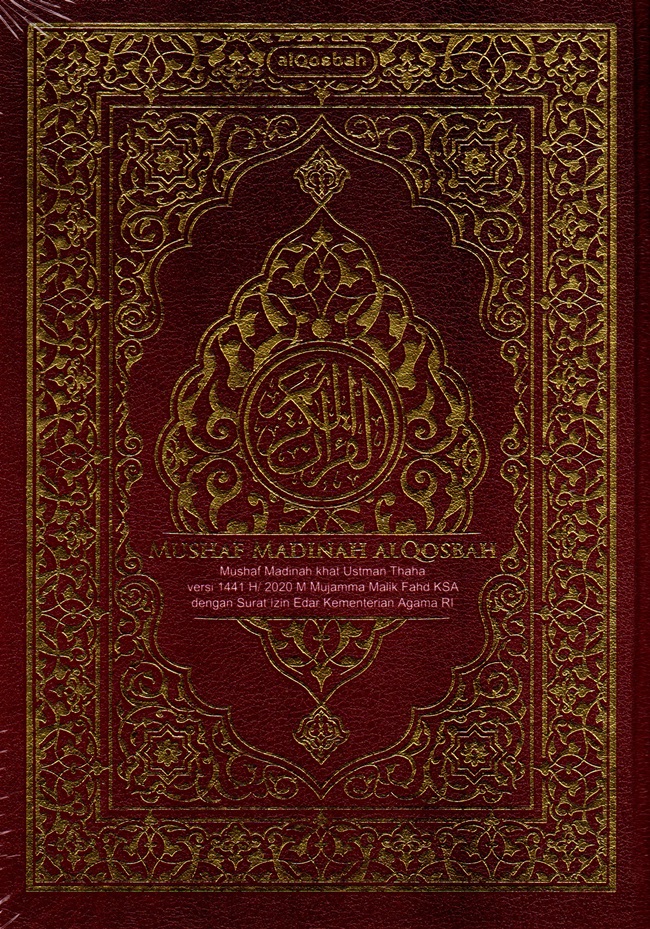 alQosbah
القرآن الكريم
MUSHAF MADINAH ALQOSBAH
Mushaf Madinah khat Ustman Thaha
versi 1441 H/ 2020 M Mujamma Malik Fahd KSA
dengan Surat Izin Edar Kementerian Agama RI